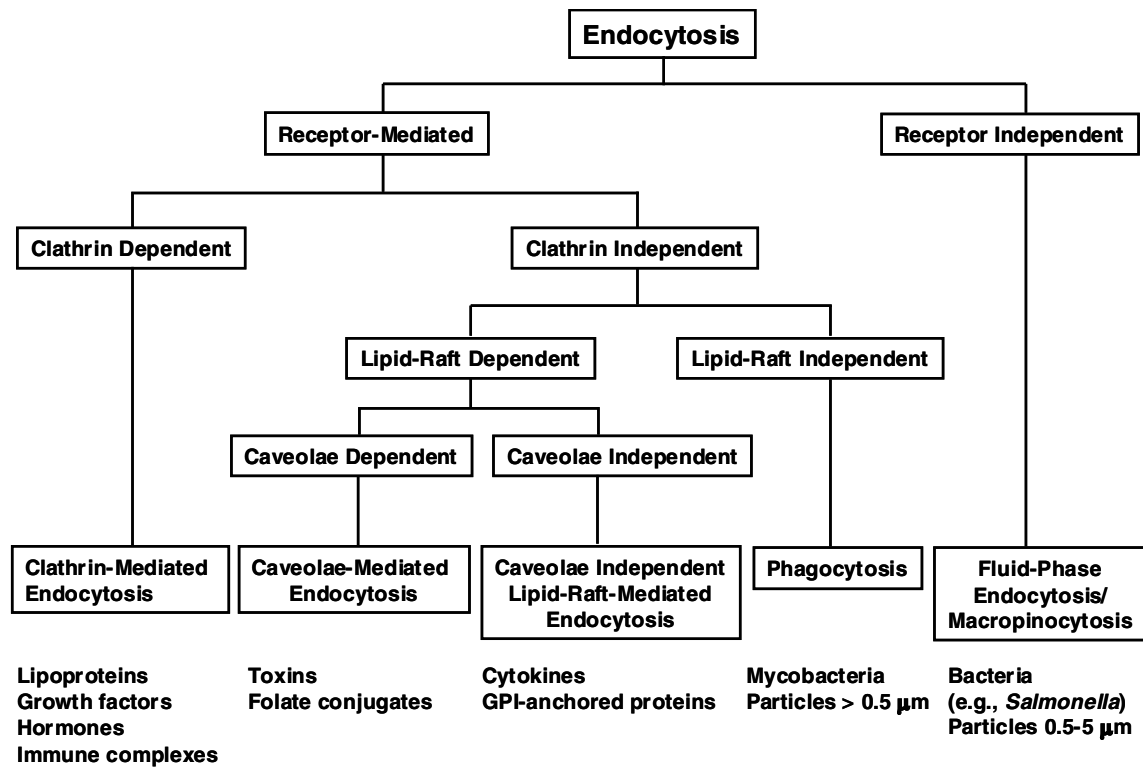 Endocytosis
Receptor-Mediated
Receptor Independent
Clathrin Dependent
Clathrin Independent
Lipid-Raft Dependent
Lipid-Raft Independent
Caveolae Dependent
Caveolae Independent
Clathrin-Mediated
Endocytosis
Caveolae-Mediated
Endocytosis
Caveolae Independent
Lipid-Raft-Mediated
Endocytosis
Phagocytosis
Fluid-Phase
Endocytosis/
Macropinocytosis
Lipoproteins
Growth factors
Hormones
Immune complexes
Toxins
Folate conjugates
Cytokines
GPI-anchored proteins
Mycobacteria
Particles > 0.5 μm
Bacteria
(e.g., Salmonella)
Particles 0.5-5 μm